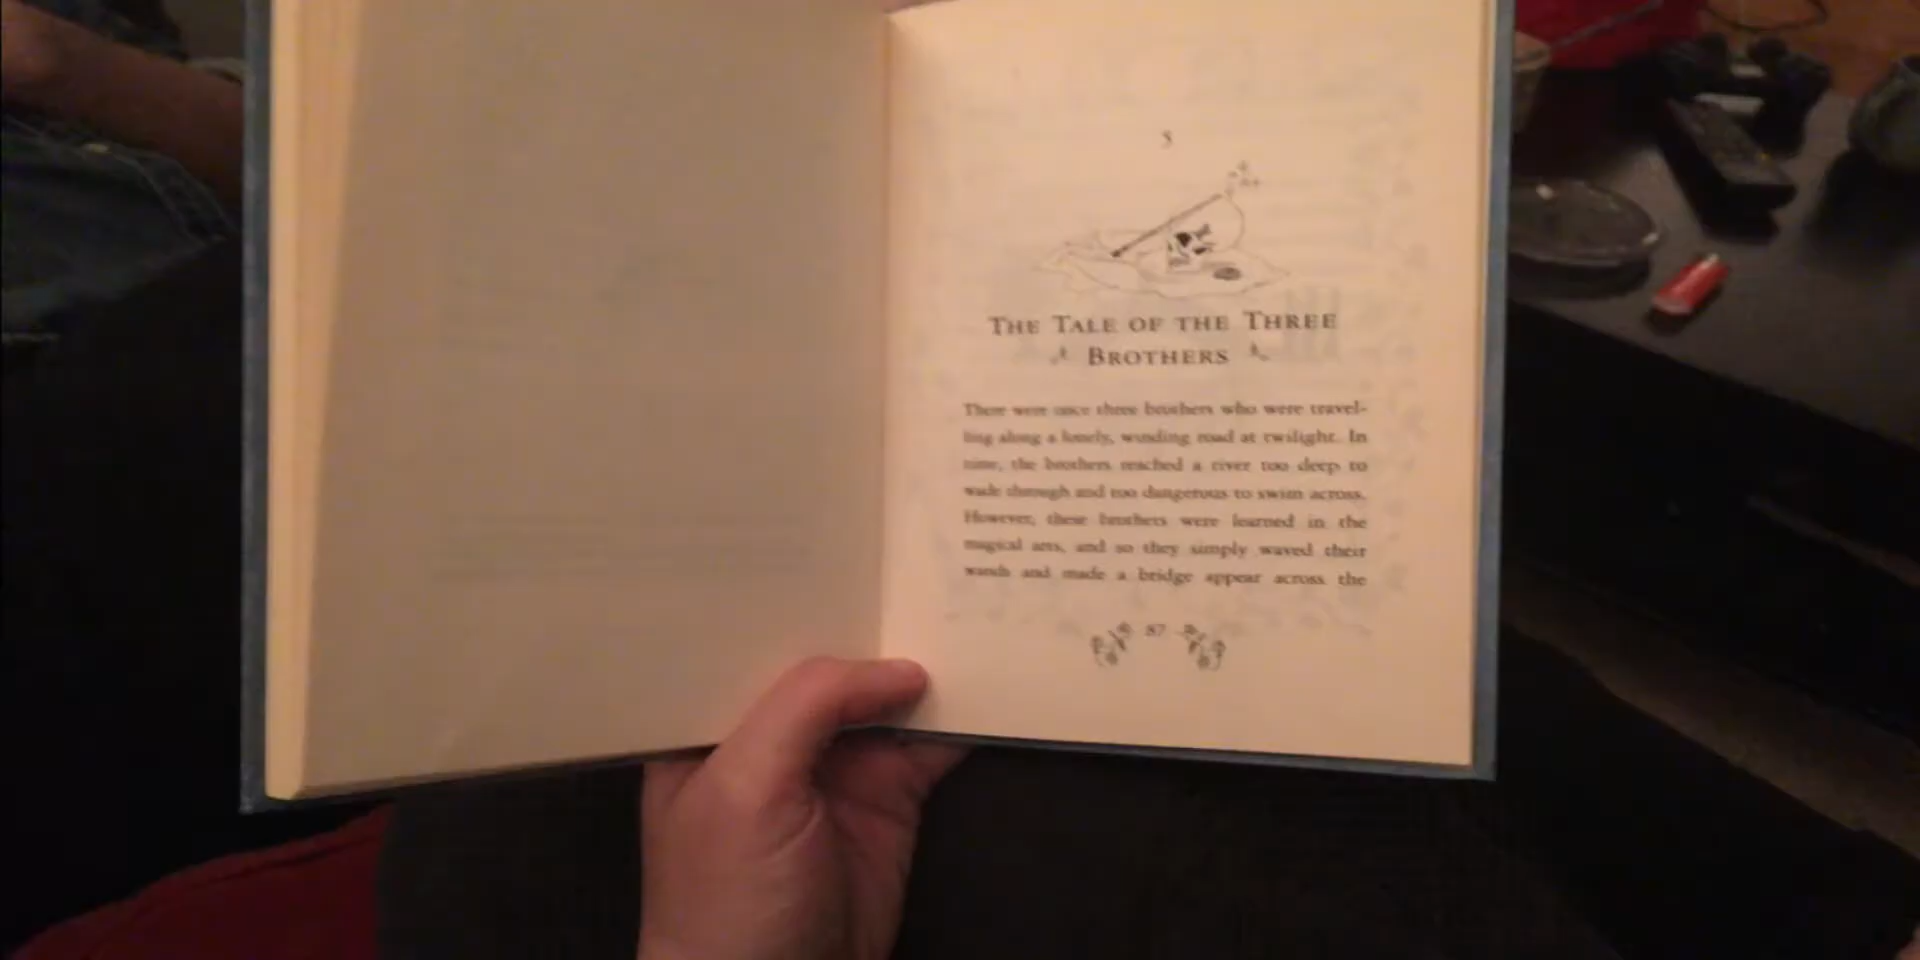 5
THE TALE OF THE THREE
BROTHERS
There were once three brothers who were travel-
ling along a lonely, winding road at twilight. In
time, the brothers reached a river too deep to
wade through and too dangerous to swim across.
However, these brothers were learned in the
magical arts, and so they simply waved their
wands and made a bridge appear across the
87